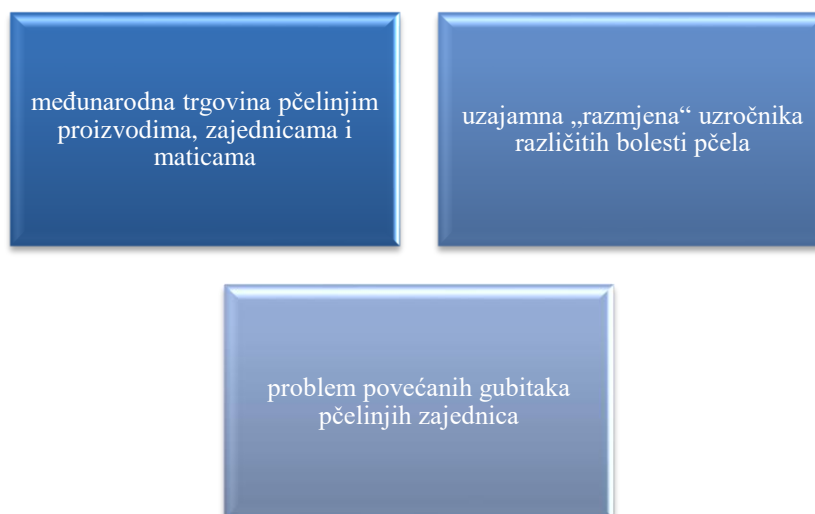 međunarodna trgovina pčelinjim
proizvodima, zajednicama i
maticama
uzajamna „razmjena“ uzročnika
različitih bolesti pčela
problem povećanih gubitaka
pčelinjih zajednica